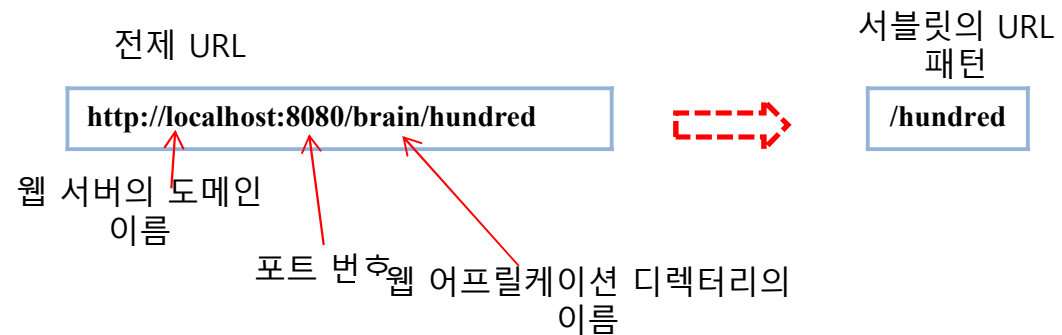 전제 URL
서블릿의 URL
패턴
http://localhost:8080/brain/hundred
/hundred
웹 서버의 도메인
이름
포트 번호
웹 어프릴케이션 디렉터리의
이름